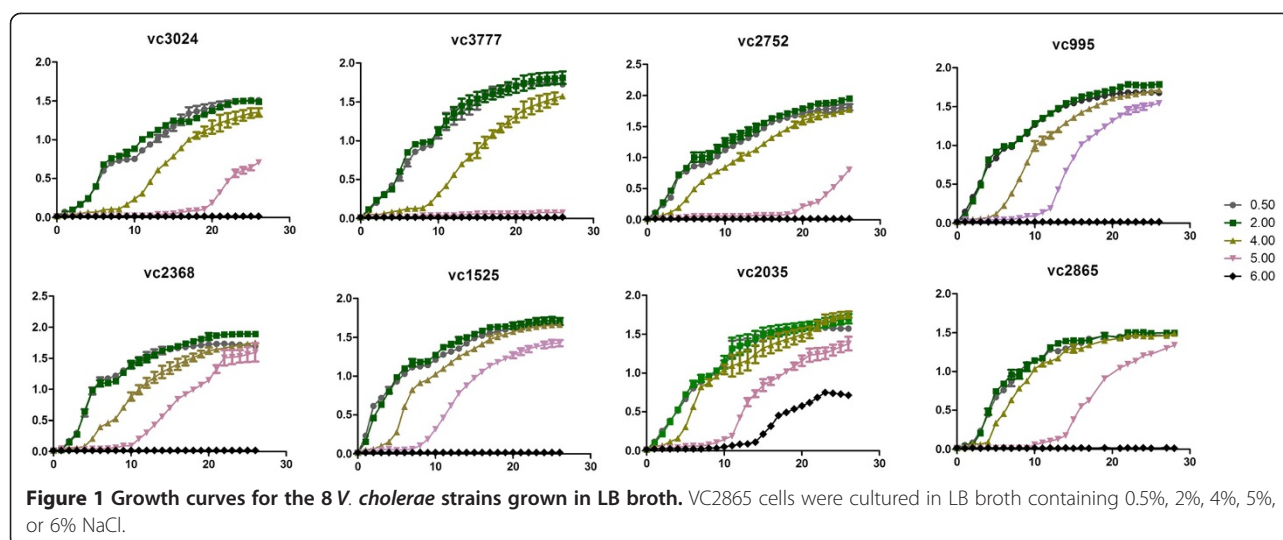 vc3024
vc3777
vc2752
vc995
2.0
1.5
1.0
0.5
0.0
0 10 20 30
2.0
1.5
1.0
0.5
0.0
0 10 20 30
2.5
2.0
1.5
1.0
0.5
0.0
0 10 20 30
2.0
1.5
1.0
0.5
0.0
0 10 20 30
0.50
2.00
4.00
5.00
6.00
vc2368
vc1525
vc2035
vc2865
2.5
2.0
1.5
1.0
0.5
0.0
0 10 20 30
2.0
1.5
1.0
0.5
0.0
0 10 20 30
2.0
1.5
1.0
0.5
0.0
0 10 20 30
2.0
1.5
1.0
0.5
0.0
0 10 20 30
Figure 1 Growth curves for the 8 V. cholerae strains grown in LB broth. VC2865 cells were cultured in LB broth containing 0.5%, 2%, 4%, 5%,
or 6% NaCl.